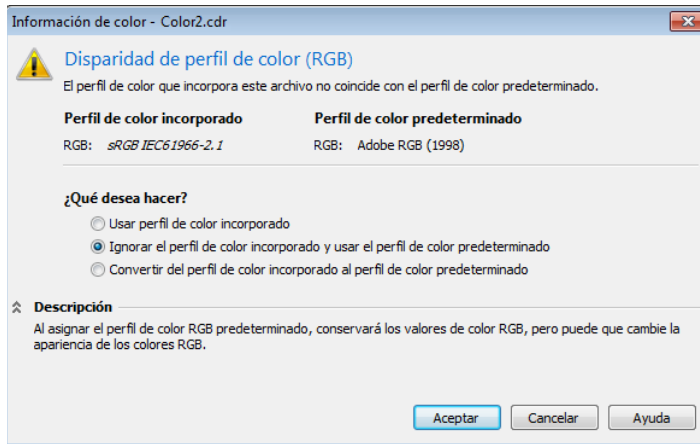 Información de color - Color2.cdr
Disparidad de perfil de color (RGB)
El perfil de color que incorpora este archivo no coincide con el perfil de color predeterminado.
Perfil de color incorporado Perfil de color predeterminado
RGB: sRGB IEC61966-2.1 RGB: Adobe RGB (1998)
¿Qué desea hacer?
Usar perfil de color incorporado
Ignorar el perfil de color incorporado y usar el perfil de color predeterminado
Convertir del perfil de color incorporado al perfil de color predeterminado
Descripción
Al asignar el perfil de color RGB predeterminado, conservará los valores de color RGB, pero puede que cambie la
apariencia de los colores RGB.
Aceptar Cancelar Ayuda